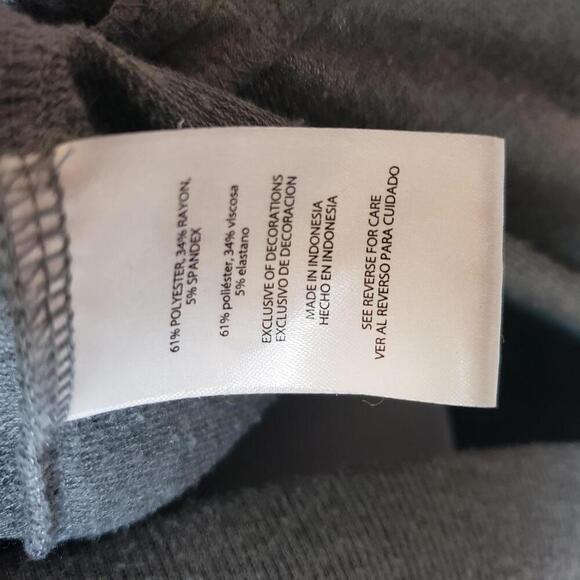 61% POLYESTER, 34% RAYON,
5% SPANDEX
61% poliéster, 34% viscosa
5% elastano
EXCLUSIVE OF DECORATIONS
EXCLUSIVO DE DECORACION
MADE IN INDONESIA
HECHO EN INDONESIA
SEE REVERSE FOR CARE
VER AL REVERSO PARA CUIDADO